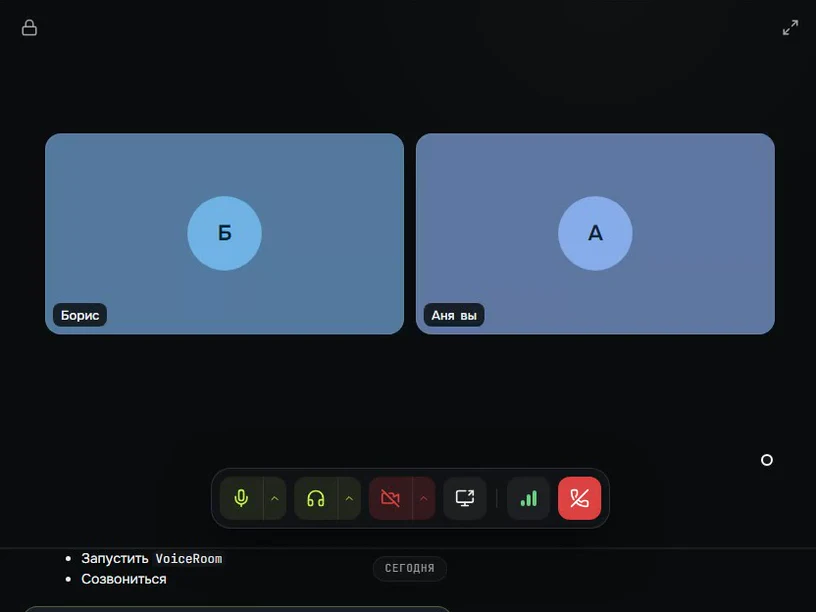 Б
А
Борис
Аня вы
Запустить VoiceRoom
СЕГОДНЯ
Созвониться